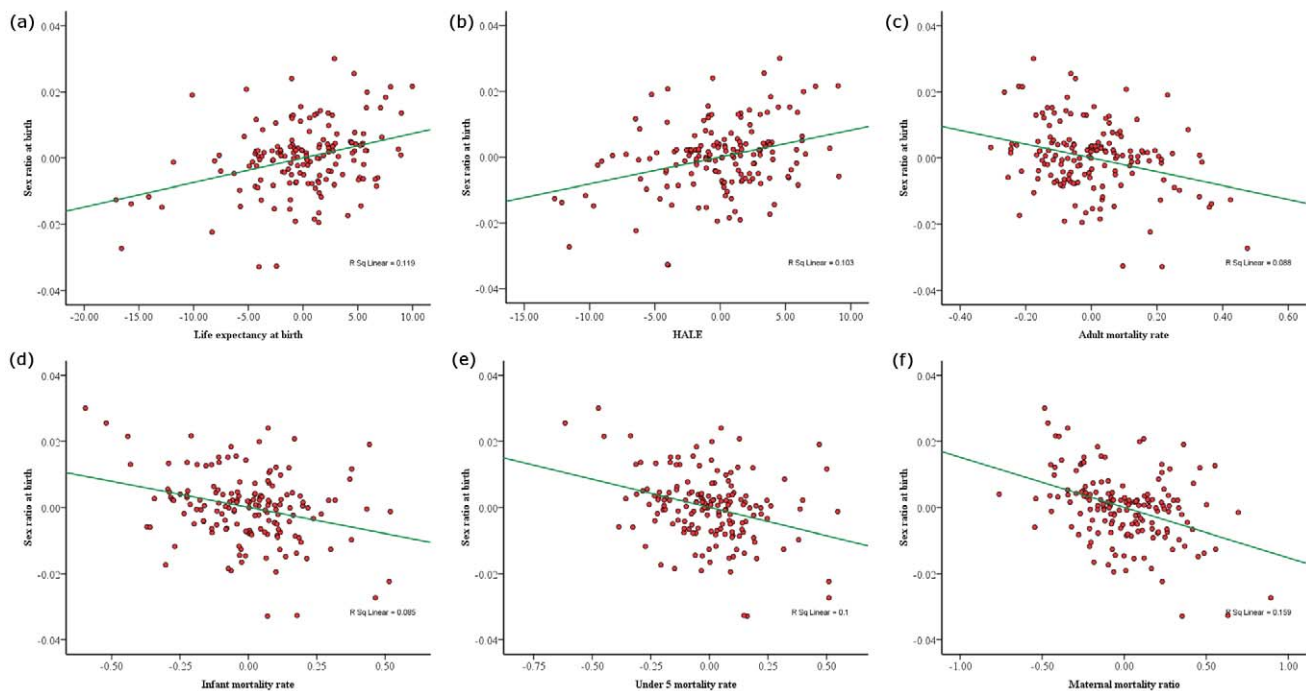 (a)
0.04
0.02
0.00
-0.02
-0.04
Sex ratio at birth
R Sq Linear = 0.119
-20.00 -15.00 -10.00 -5.00 0.00 5.00 10.00
Life expectancy at birth
(b)
0.04
0.02
0.00
-0.02
-0.04
Sex ratio at birth
R Sq Linear = 0.103
-15.00 -10.00 -5.00 0.00 5.00 10.00
HALE
(c)
0.04
0.02
0.00
-0.02
-0.04
Sex ratio at birth
R Sq Linear = 0.088
-0.40 -0.20 0.00 0.20 0.40 0.60
Adult mortality rate
(d)
0.04
0.02
0.00
-0.02
-0.04
Sex ratio at birth
R Sq Linear = 0.085
-0.50 -0.25 0.00 0.25 0.50
Infant mortality rate
(e)
0.04
0.02
0.00
-0.02
-0.04
Sex ratio at birth
R Sq Linear = 0.1
-0.75 -0.50 -0.25 0.00 0.25 0.50
Under 5 mortality rate
(f)
0.04
0.02
0.00
-0.02
-0.04
Sex ratio at birth
R Sq Linear = 0.159
-1.00 -0.50 0.00 0.50 1.00
Maternal mortality ratio